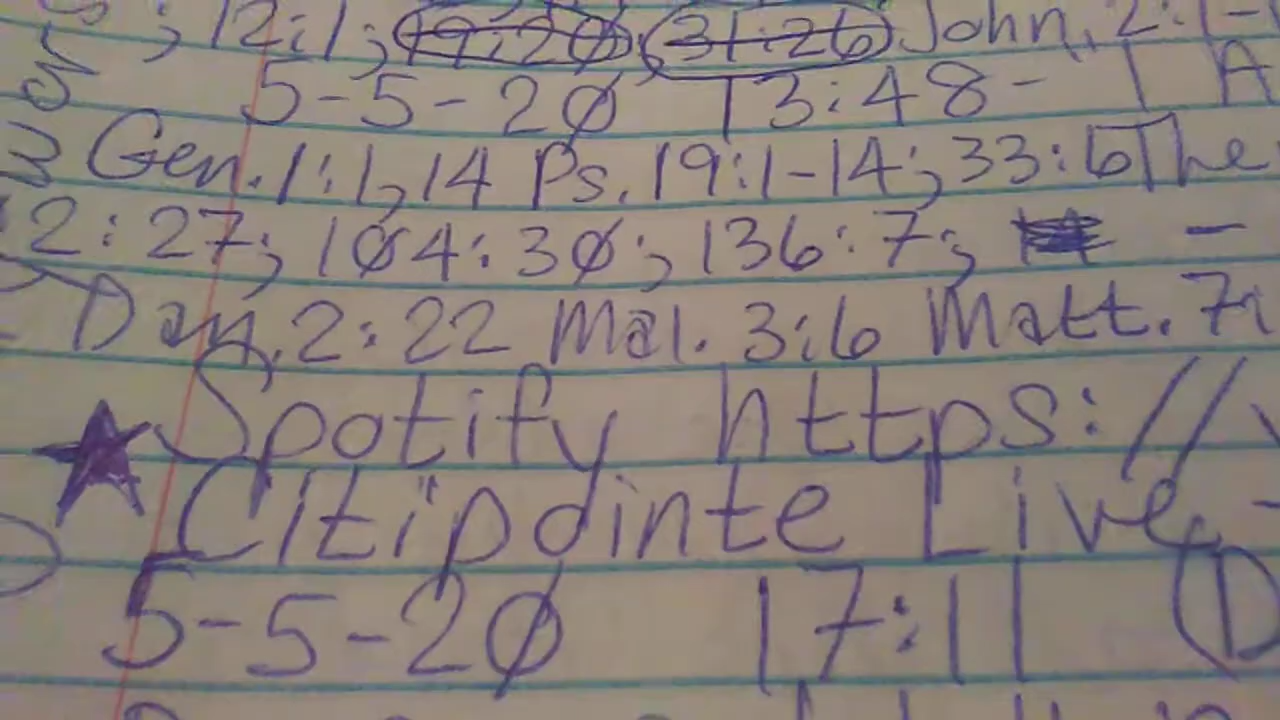 ; 12:1; 19:20; 31:26 John. 2:1-
5-5-20 13:48-
Gen. 1:1,14 Ps. 19:1-14; 33:6 The
2:27; 104:30; 136:7; -
Dan. 2:22 Mal. 3:6 Matt. 7:
Spotify https://
Live -
5-5-20 17:11